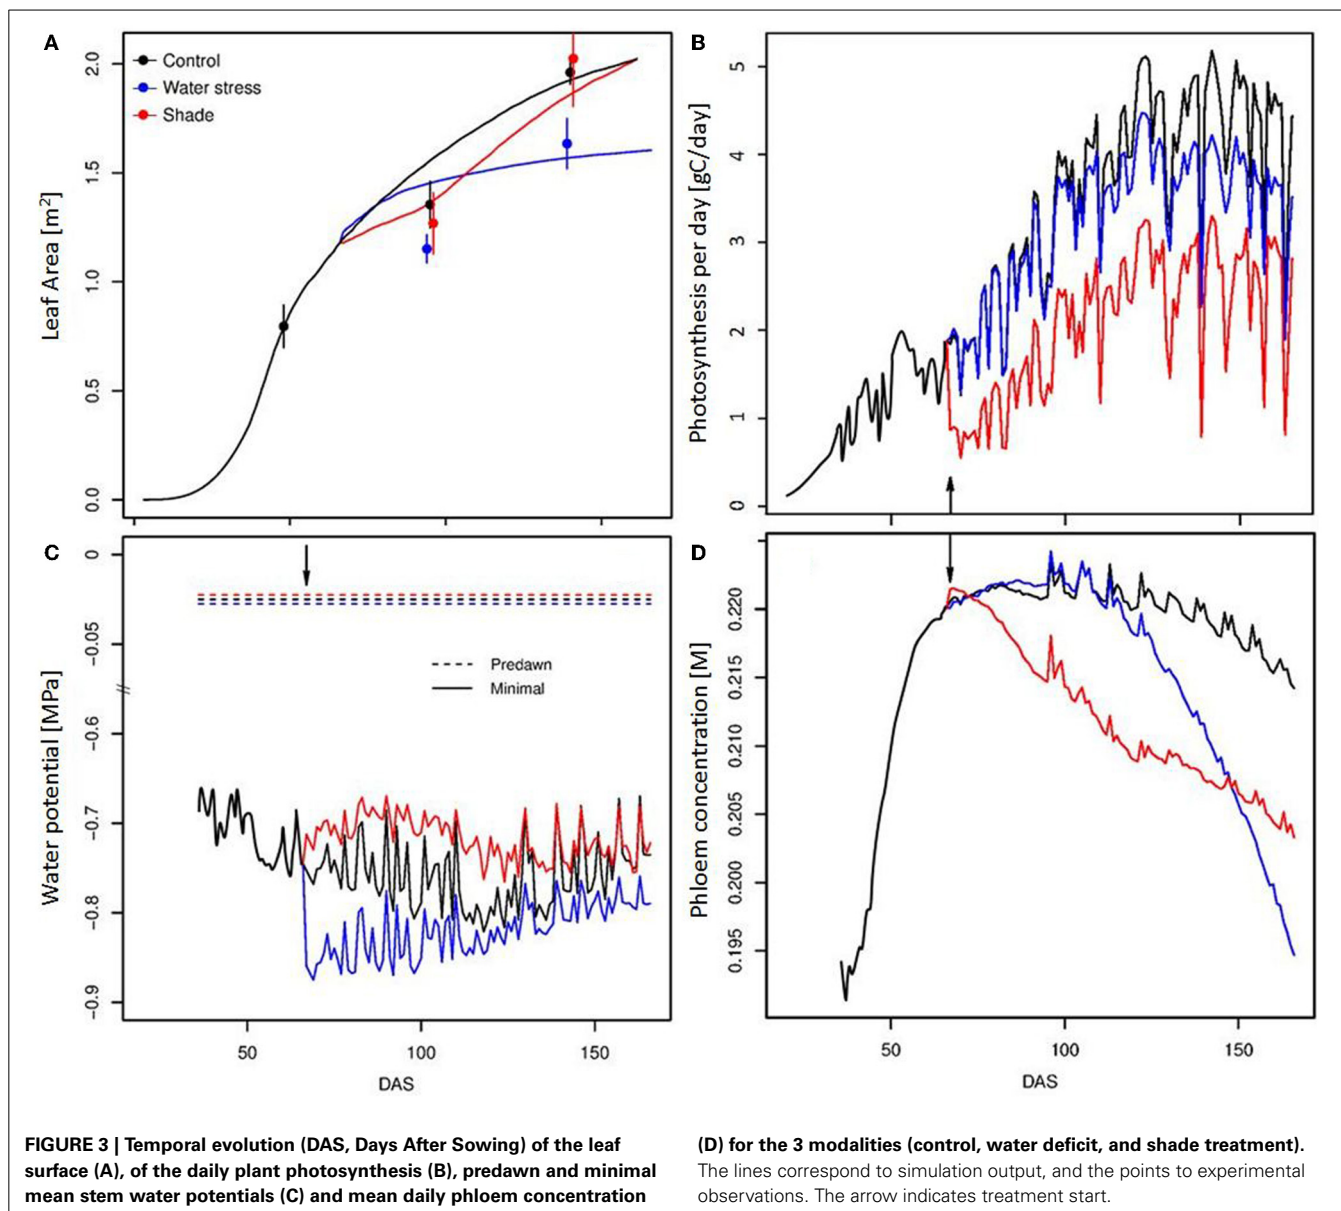 A
Control
Water stress
Shade
Leaf Area [m²]
2.0
1.5
1.0
0.5
0.0
B
Photosynthesis per day [gC/day]
5
4
3
2
1
0
C
Water potential [MPa]
0
−0.05
−0.6
−0.7
−0.8
−0.9
Predawn
Minimal
50
100
150
DAS
D
Phloem concentration [M]
0.220
0.215
0.210
0.205
0.200
0.195
50
100
150
DAS
FIGURE 3 | Temporal evolution (DAS, Days After Sowing) of the leaf
surface (A), of the daily plant photosynthesis (B), predawn and minimal
mean stem water potentials (C) and mean daily phloem concentration
(D) for the 3 modalities (control, water deficit, and shade treatment).
The lines correspond to simulation output, and the points to experimental
observations. The arrow indicates treatment start.